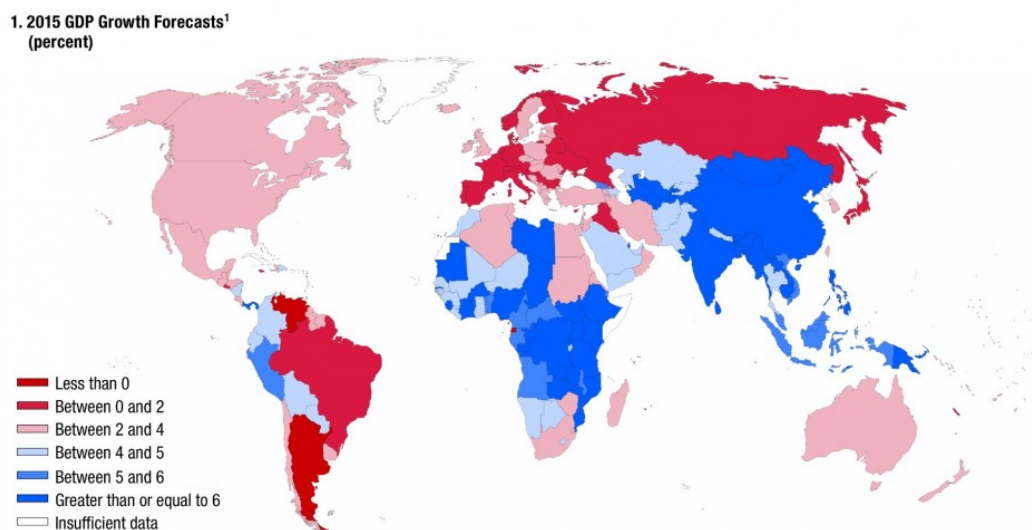 1. 2015 GDP Growth Forecasts¹
(percent)
Less than 0
Between 0 and 2
Between 2 and 4
Between 4 and 5
Between 5 and 6
Greater than or equal to 6
Insufficient data